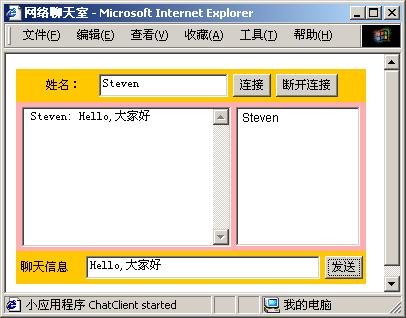 网络聊天室 - Microsoft Internet Explorer
文件(F) 编辑(E) 查看(V) 收藏(A) 工具(T) 帮助(H)
姓名： Steven 连接 断开连接
Steven: Hello,大家好 Steven
聊天信息 Hello,大家好 发送
小应用程序 ChatClient started 我的电脑